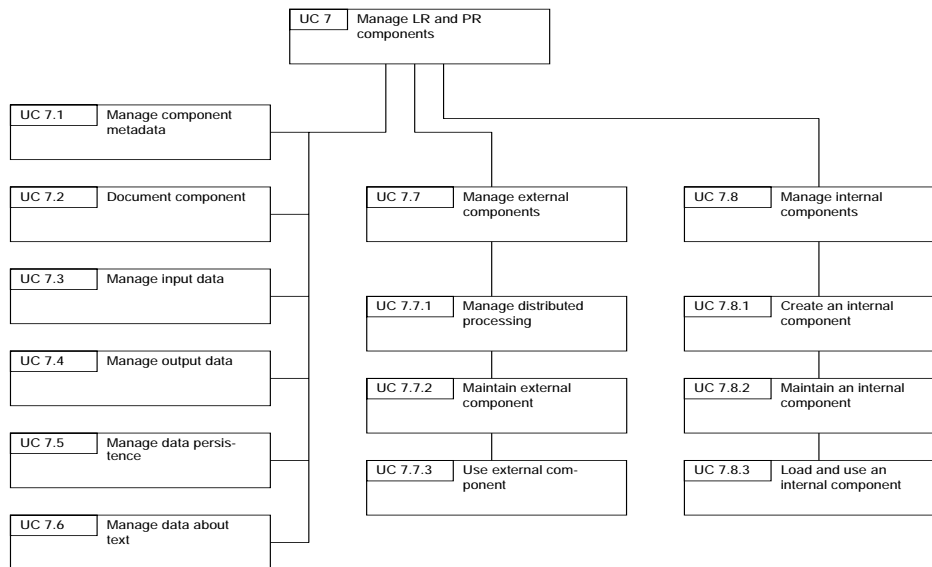 UC 7 Manage LR and PR
components
UC 7.1 Manage component
metadata
UC 7.2 Document component
UC 7.3 Manage input data
UC 7.4 Manage output data
UC 7.5 Manage data persis-
tence
UC 7.6 Manage data about
text
UC 7.7 Manage external
components
UC 7.7.1 Manage distributed
processing
UC 7.7.2 Maintain external
component
UC 7.7.3 Use external com-
ponent
UC 7.8 Manage internal
components
UC 7.8.1 Create an internal
component
UC 7.8.2 Maintain an internal
component
UC 7.8.3 Load and use an
internal component